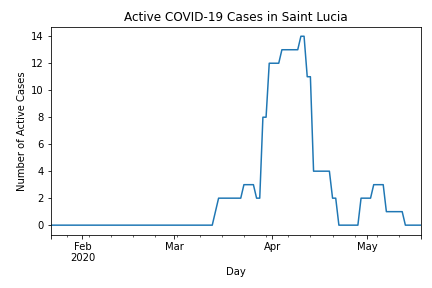 Active COVID-19 Cases in Saint Lucia
14
12
10
8
6
4
2
0
Number of Active Cases
Feb Mar Apr May
2020
Day